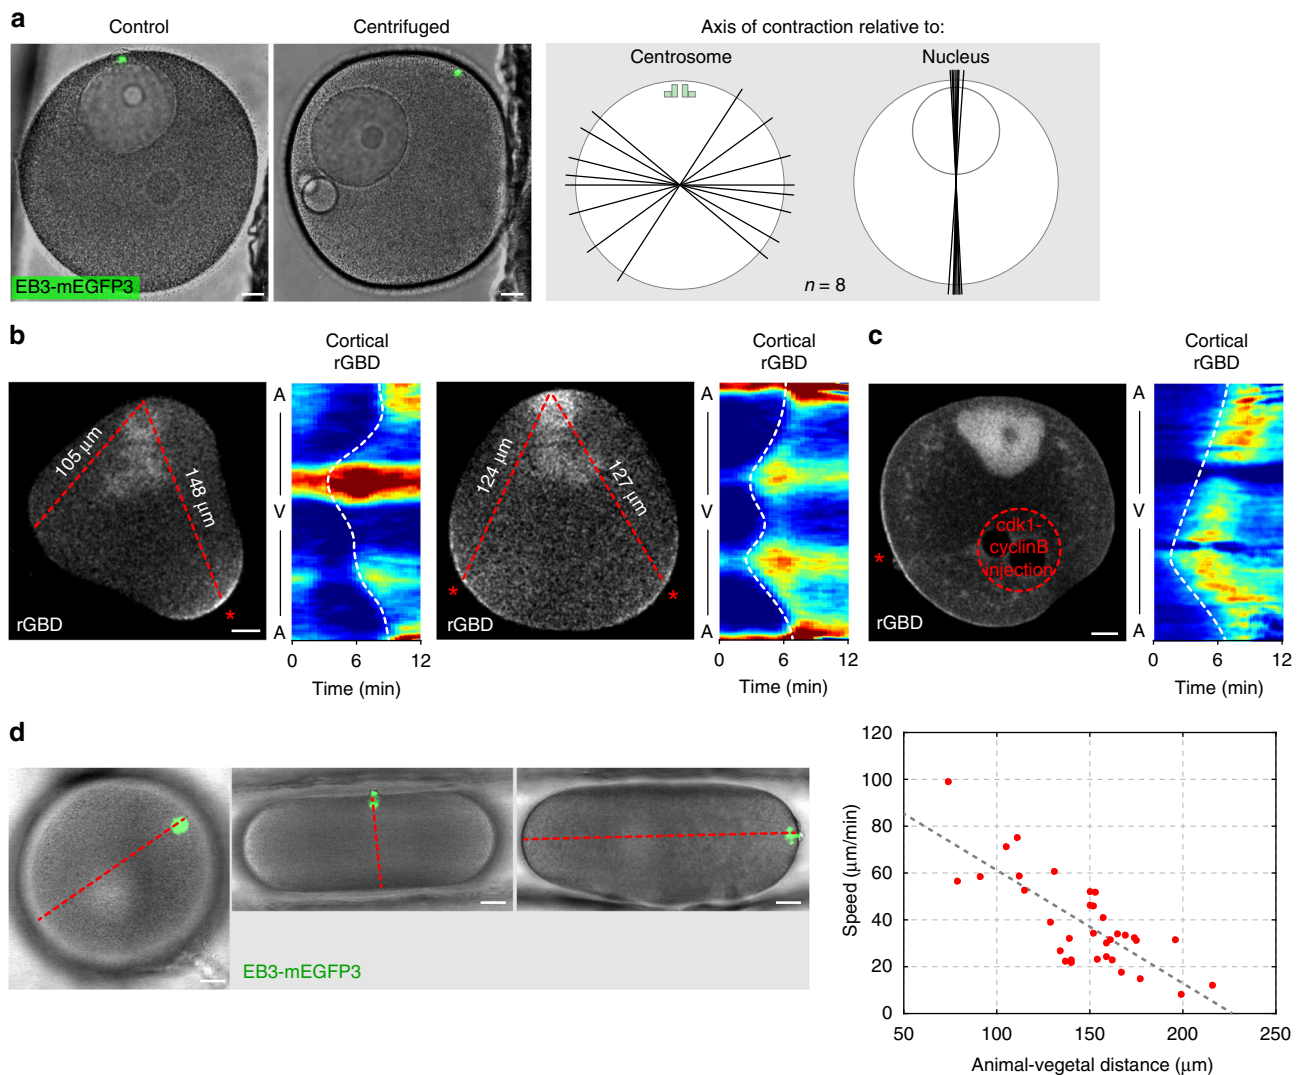 a
Control
Centrifuged
Axis of contraction relative to:
Centrosome
Nucleus
EB3-mEGFP3
n = 8
b
Cortical
rGBD
Cortical
rGBD
c
Cortical
rGBD
105 µm
148 µm
*
rGBD
A
V
A
0 6 12
Time (min)
124 µm
127 µm
* *
rGBD
A
V
A
0 6 12
Time (min)
cdk1-
cyclinB
injection
*
rGBD
A
V
A
0 6 12
Time (min)
d
EB3-mEGFP3
Speed (µm/min)
120
100
80
60
40
20
0
50 100 150 200 250
Animal-vegetal distance (µm)